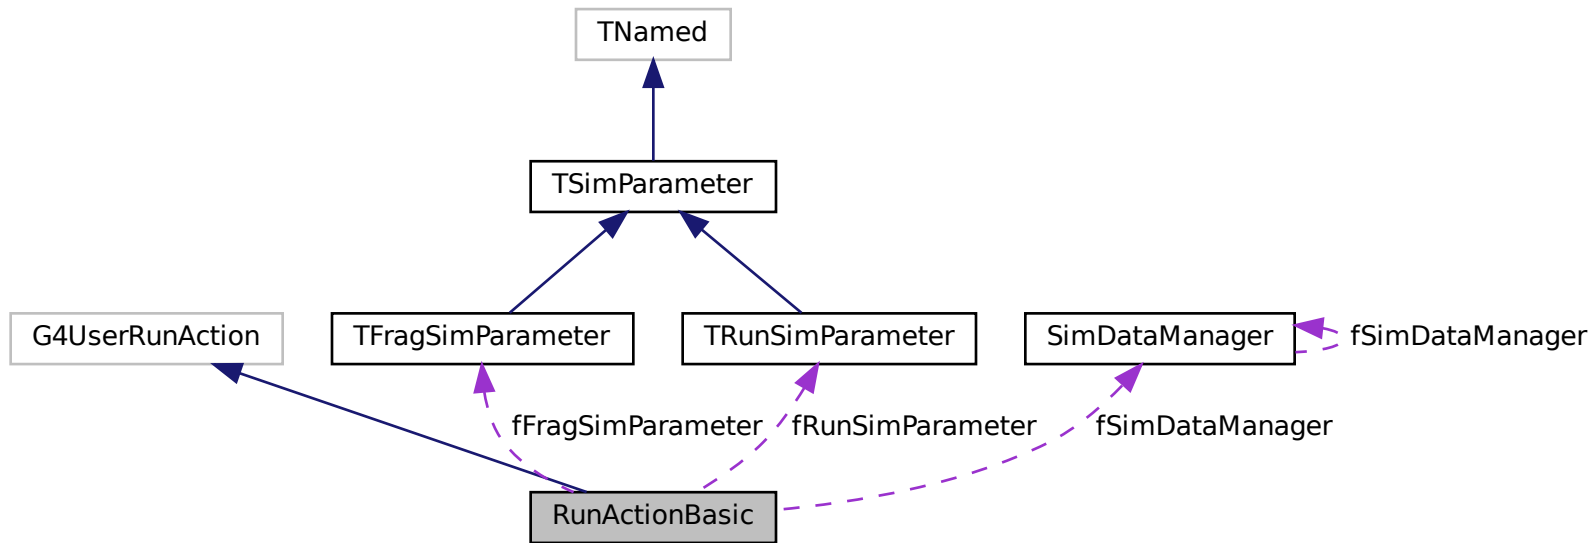 TNamed
TSimParameter
G4UserRunAction
TFragSimParameter
TRunSimParameter
SimDataManager
fSimDataManager
fFragSimParameter
fRunSimParameter
fSimDataManager
RunActionBasic